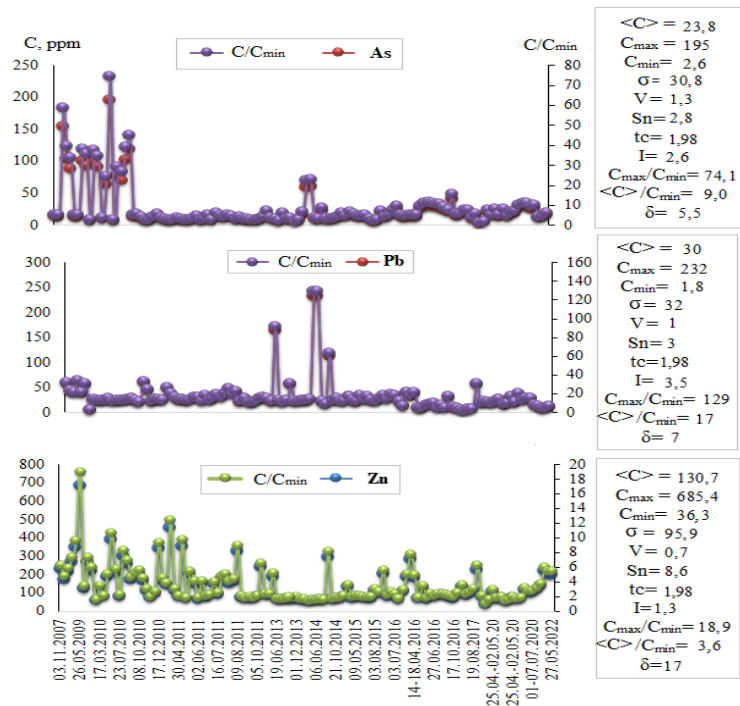 C, ppm
C/Cmin
As
C/Cmin
250
200
150
100
50
0
80
70
60
50
40
30
20
10
0
<C> = 23,8
Cmax = 195
Cmin= 2,6
σ= 30,8
V= 1,3
Sn= 2,8
tc= 1,98
I= 2,6
Cmax/Cmin= 74,1
<C>/Cmin= 9,0
δ= 5,5
C/Cmin
Pb
300
250
200
150
100
50
0
160
140
120
100
80
60
40
20
0
<C> = 30
Cmax = 232
Cmin= 1,8
σ= 32
V= 1
Sn= 3
tc=1,98
I= 3,5
Cmax/Cmin= 129
<C>/Cmin= 17
δ= 7
C/Cmin
Zn
800
700
600
500
400
300
200
100
0
20
18
16
14
12
10
8
6
4
2
0
<C> = 130,7
Cmax = 685,4
Cmin= 36,3
σ= 95,9
V= 0,7
Sn= 8,6
tc= 1,98
I=1,3
Cmax/Cmin= 18,9
<C>/Cmin= 3,6
δ=17
03.11.2007
26.05.2009
17.03.2010
23.07.2010
08.10.2010
17.12.2010
30.04.2011
02.06.2011
16.07.2011
09.08.2011
05.10.2011
19.06.2013
01.12.2013
06.06.2014
21.10.2014
09.05.2015
03.08.2015
03.07.2016
14-18.04.2016
27.06.2016
17.10.2016
19.08.2017
25.04.-02.05.20
25.04.-02.05.20
01-07.07.2020
27.05.2022